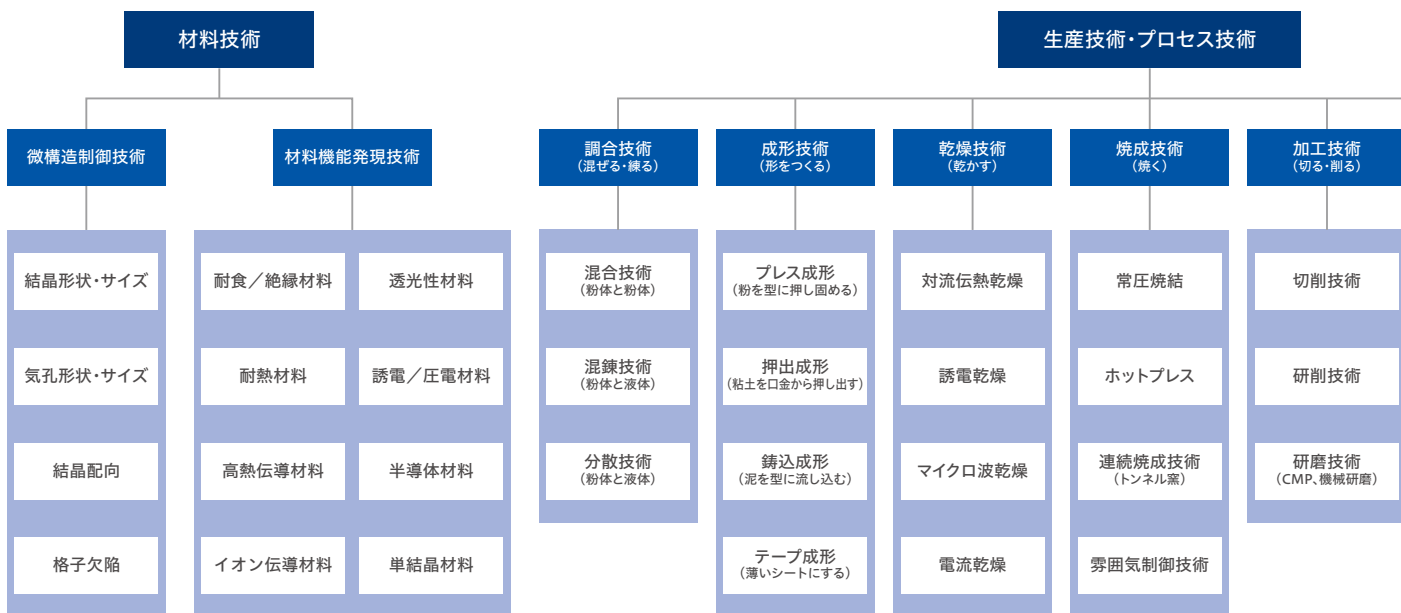 材料技術
微構造制御技術
結晶形状・サイズ
気孔形状・サイズ
結晶配向
格子欠陥
材料機能発現技術
耐食／絶縁材料
透光性材料
耐熱材料
誘電／圧電材料
高熱伝導材料
半導体材料
イオン伝導材料
単結晶材料
生産技術・プロセス技術
調合技術
（混ぜる・練る）
混合技術
（粉体と粉体）
混錬技術
（粉体と液体）
分散技術
（粉体と液体）
成形技術
（形をつくる）
プレス成形
（粉を型に押し固める）
押出成形
（粘土を口金から押し出す）
鋳込成形
（泥を型に流し込む）
テープ成形
（薄いシートにする）
乾燥技術
（乾かす）
対流伝熱乾燥
誘電乾燥
マイクロ波乾燥
電流乾燥
焼成技術
（焼く）
常圧焼結
ホットプレス
連続焼成技術
（トンネル窯）
雰囲気制御技術
加工技術
（切る・削る）
切削技術
研削技術
研磨技術
（CMP、機械研磨）